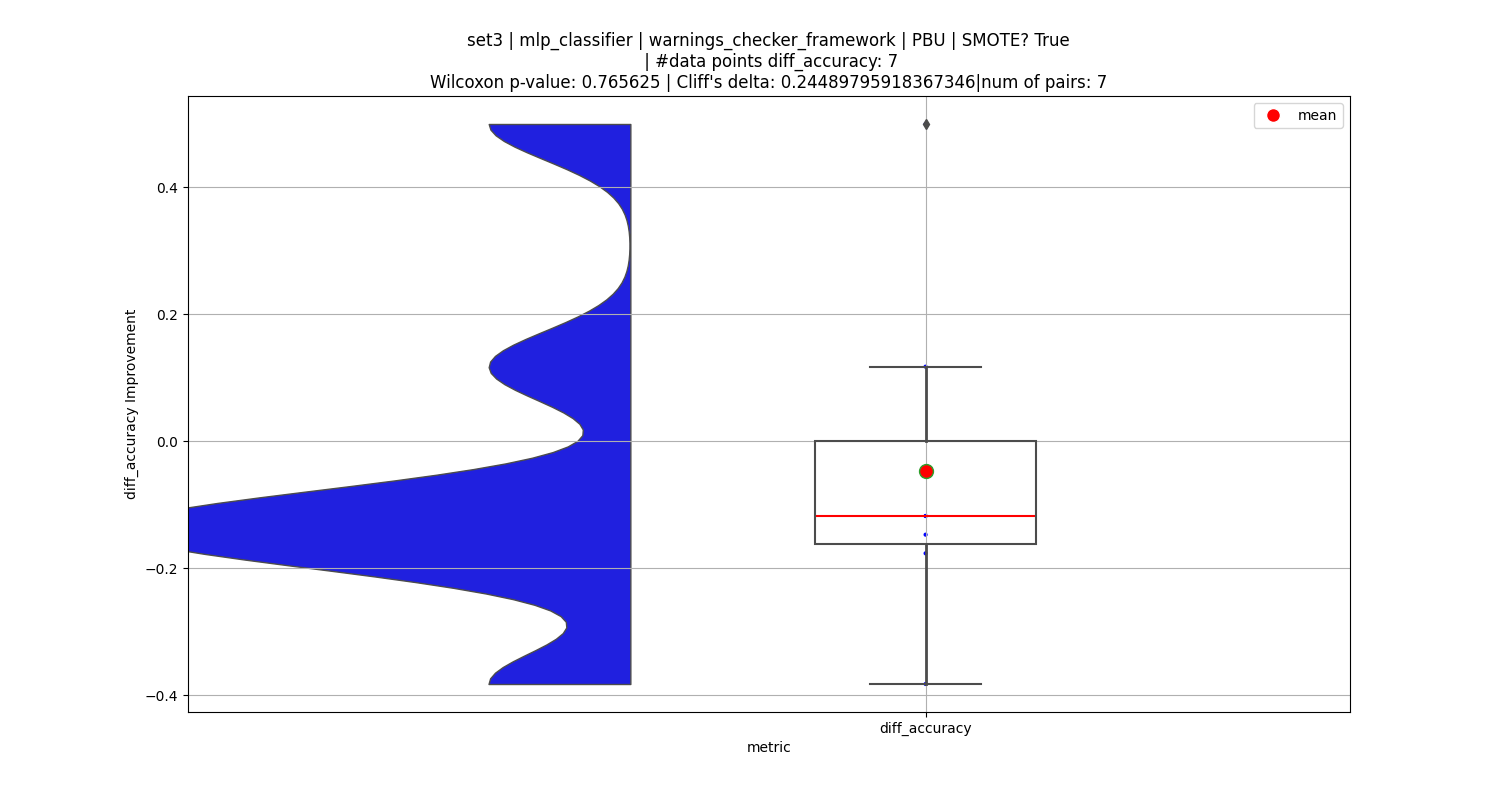 set3 | mlp_classifier | warnings_checker_framework | PBU | SMOTE? True
| #data points diff_accuracy: 7
Wilcoxon p-value: 0.765625 | Cliff's delta: 0.24489795918367346|num of pairs: 7
mean
0.4
0.2
0.0
−0.2
−0.4
diff_accuracy Improvement
diff_accuracy
metric